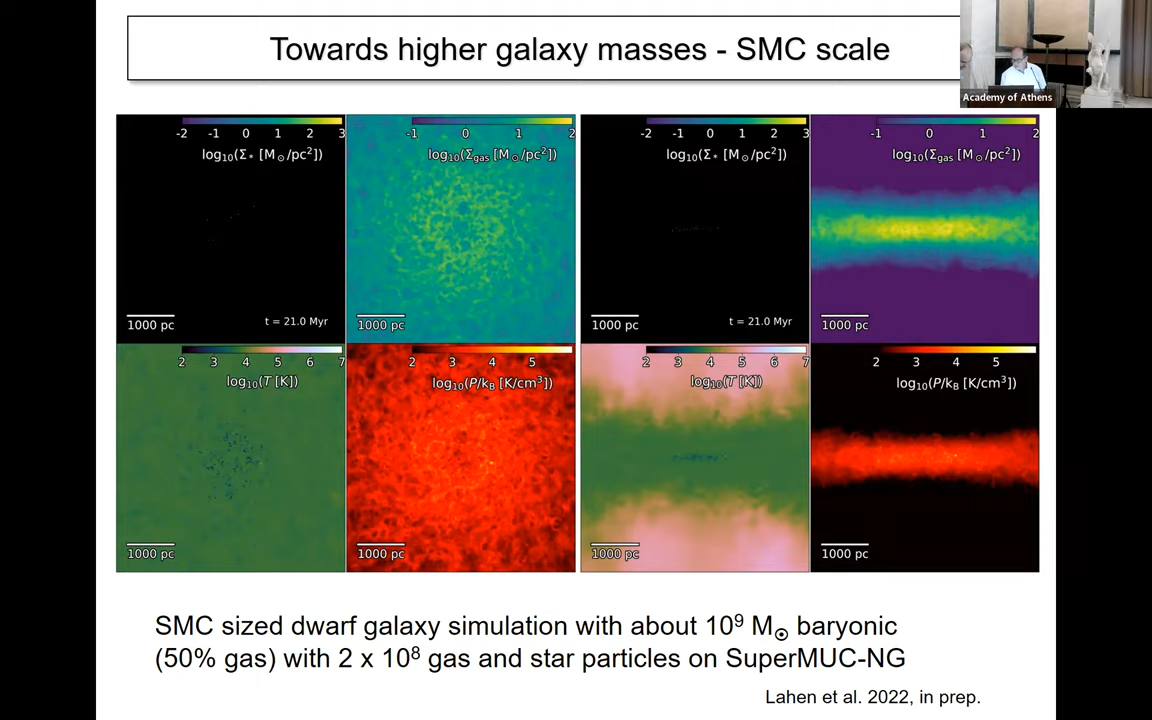 Towards higher galaxy masses - SMC scale
Academy of Athens
-2 -1 0 1 2 3
log₁₀(Σ* [M⊙/pc²])
1000 pc
t = 21.0 Myr
-1 0 1 2
log₁₀(Σgas [M⊙/pc²])
1000 pc
-2 -1 0 1 2 3
log₁₀(Σ* [M⊙/pc²])
1000 pc
t = 21.0 Myr
-1 0 1 2
log₁₀(Σgas [M⊙/pc²])
1000 pc
2 3 4 5 6 7
log₁₀(T [K])
1000 pc
2 3 4 5
log₁₀(P/kB [K/cm³])
1000 pc
2 3 4 5 6 7
log₁₀(T [K])
1000 pc
2 3 4 5
log₁₀(P/kB [K/cm³])
1000 pc
SMC sized dwarf galaxy simulation with about 10⁹ M⊙ baryonic
(50% gas) with 2 x 10⁸ gas and star particles on SuperMUC-NG
Lahen et al. 2022, in prep.